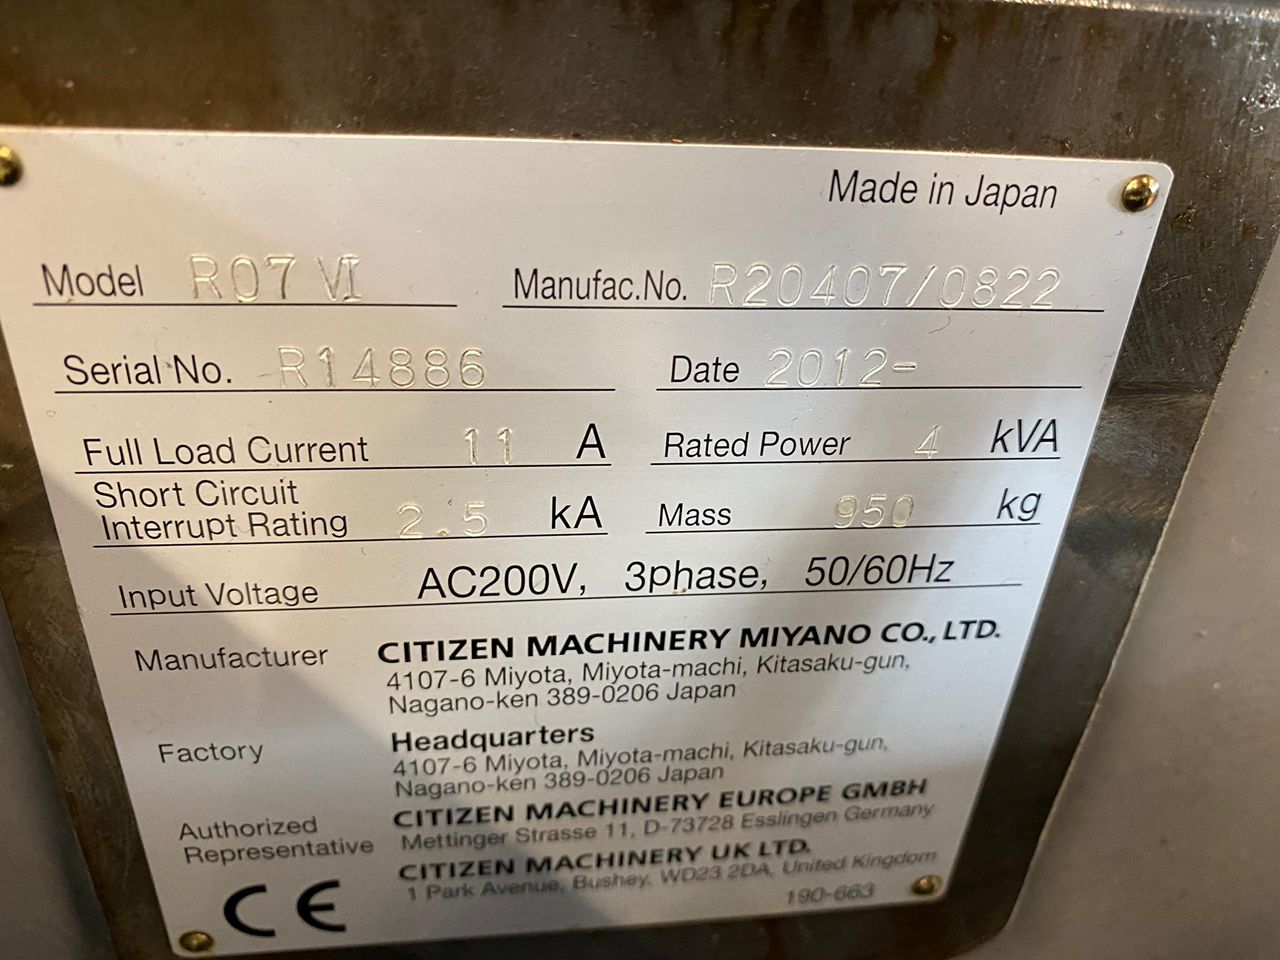 Made in Japan
Model R07 VI Manufac.No. R20407/0822
Serial No. R14886 Date 2012-
Full Load Current 11 A Rated Power 4 kVA
Short Circuit
Interrupt Rating 2.5 kA Mass 950 kg
Input Voltage AC200V, 3phase, 50/60Hz
Manufacturer CITIZEN MACHINERY MIYANO CO., LTD.
4107-6 Miyota, Miyota-machi, Kitasaku-gun,
Nagano-ken 389-0206 Japan
Factory Headquarters
4107-6 Miyota, Miyota-machi, Kitasaku-gun,
Nagano-ken 389-0206 Japan
Authorized
Representative
CITIZEN MACHINERY EUROPE GMBH
Mettinger Strasse 11, D-73728 Esslingen Germany
CITIZEN MACHINERY UK LTD.
1 Park Avenue, Bushey, WD23 2DA, United Kingdom
CE
190-663